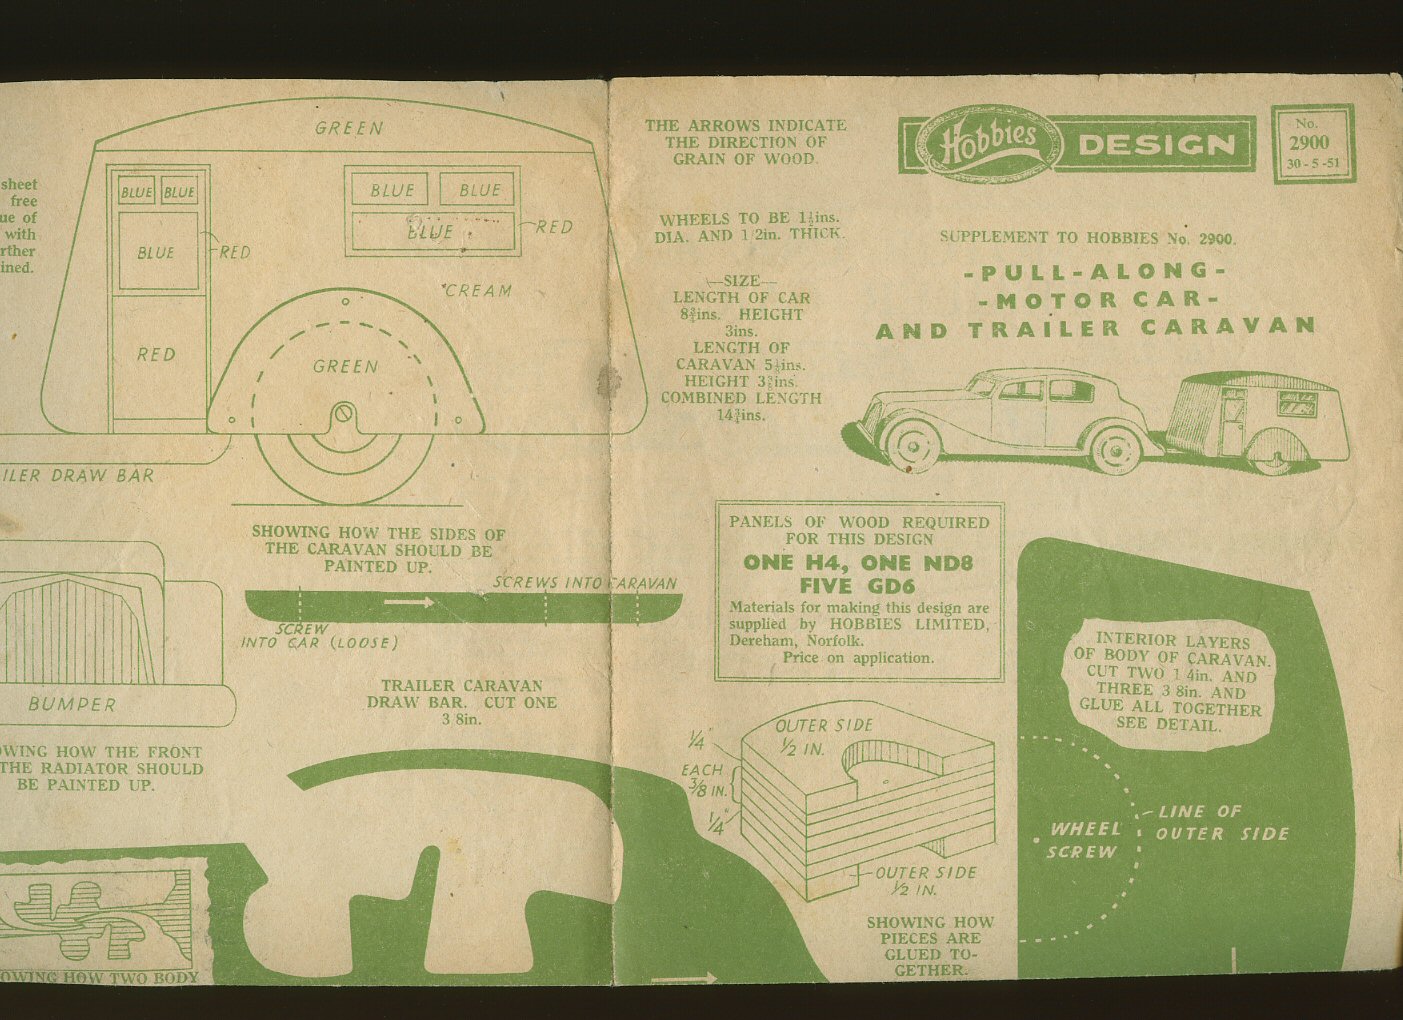 sheet
free
ue of
with
rther
ined.
GREEN
BLUE BLUE
BLUE
RED
RED
BLUE BLUE
BLUE
RED
CREAM
GREEN
ILER DRAW BAR
SHOWING HOW THE SIDES OF
THE CARAVAN SHOULD BE
PAINTED UP.
SCREWS INTO CARAVAN
SCREW
INTO CAR (LOOSE)
TRAILER CARAVAN
DRAW BAR. CUT ONE
3 8in.
BUMPER
OWING HOW THE FRONT
THE RADIATOR SHOULD
BE PAINTED UP.
OWING HOW TWO BODY
THE ARROWS INDICATE
THE DIRECTION OF
GRAIN OF WOOD.
WHEELS TO BE 1½ins.
DIA. AND 1 2in. THICK.
—SIZE—
LENGTH OF CAR
8¾ins. HEIGHT
3ins.
LENGTH OF
CARAVAN 5½ins.
HEIGHT 3¾ins.
COMBINED LENGTH
14¾ins.
Hobbies DESIGN
No.
2900
30 - 5 -51
SUPPLEMENT TO HOBBIES No. 2900.
-PULL-ALONG-
-MOTOR CAR-
AND TRAILER CARAVAN
PANELS OF WOOD REQUIRED
FOR THIS DESIGN
ONE H4, ONE ND8
FIVE GD6
Materials for making this design are
supplied by HOBBIES LIMITED,
Dereham, Norfolk.
Price on application.
OUTER SIDE
½ IN.
¼"
EACH
3/8 IN.
¼"
OUTER SIDE
½ IN.
SHOWING HOW
PIECES ARE
GLUED TO-
GETHER.
INTERIOR LAYERS
OF BODY OF CARAVAN.
CUT TWO 1 4in. AND
THREE 3 8in. AND
GLUE ALL TOGETHER
SEE DETAIL.
LINE OF
OUTER SIDE
WHEEL
SCREW